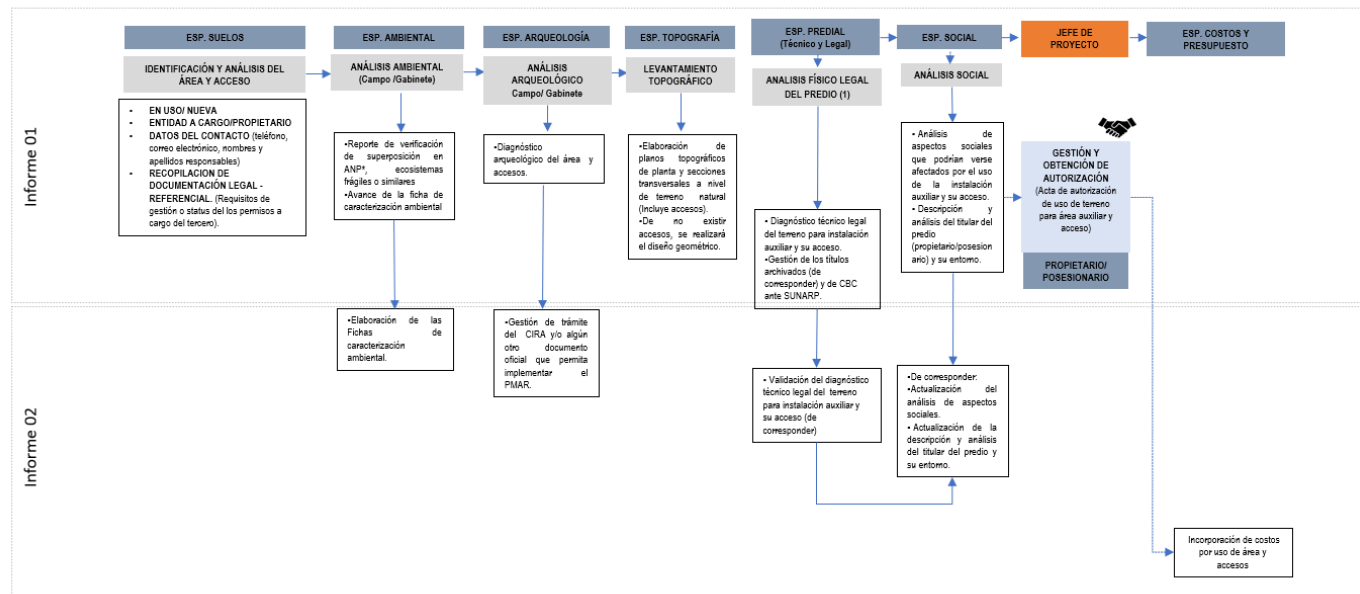 ESP. SUELOS
IDENTIFICACIÓN Y ANÁLISIS DEL
ÁREA Y ACCESO
- EN USO/ NUEVA
- ENTIDAD A CARGO/PROPIETARIO
- DATOS DEL CONTACTO (teléfono,
correo electrónico, nombres y
apellidos responsables)
- RECOPILACION DE
DOCUMENTACIÓN LEGAL -
REFERENCIAL. (Requisitos de
gestión o status del los permisos a
cargo del tercero).
ESP. AMBIENTAL
ANÁLISIS AMBIENTAL
(Campo /Gabinete)
•Reporte de verificación
de superposición en
ANP*, ecosistemas
frágiles o similares
•Avance de la ficha de
caracterización ambiental
ESP. ARQUEOLOGÍA
ANÁLISIS
ARQUEOLÓGICO
Campo/ Gabinete
•Diagnóstico
arqueológico del área y
accesos.
ESP. TOPOGRAFÍA
LEVANTAMIENTO
TOPOGRÁFICO
•Elaboración de
planos topográficos
de planta y secciones
transversales a nivel
de terreno natural
(Incluye accesos).
•De no existir
accesos, se realizará
el diseño geométrico.
ESP. PREDIAL
(Técnico y Legal)
ANALISIS FÍSICO LEGAL
DEL PREDIO (1)
• Diagnóstico técnico legal
del terreno para instalación
auxiliar y su acceso.
•Gestión de los títulos
archivados (de
corresponder) y de CBC
ante SUNARP.
ESP. SOCIAL
ANÁLISIS SOCIAL
•Análisis de
aspectos sociales
que podrían verse
afectados por el uso
de la instalación
auxiliar y su acceso.
• Descripción y
análisis del titular del
predio
(propietario/posesion
ario) y su entorno.
JEFE DE
PROYECTO
GESTIÓN Y
OBTENCIÓN DE
AUTORIZACIÓN
(Acta de autorización
de uso de terreno
para área auxiliar y
acceso)
PROPIETARIO/
POSESIONARIO
ESP. COSTOS Y
PRESUPUESTO
Informe 01
Informe 02
•Elaboración de las
Fichas de
caracterización
ambiental.
•Gestión de trámite
del CIRA y/o algún
otro documento
oficial que permita
implementar el
PMAR.
• Validación del diagnóstico
técnico legal del terreno
para instalación auxiliar y
su acceso (de
corresponder)
•De corresponder:
•Actualización del
análisis de aspectos
sociales.
• Actualización de la
descripción y análisis
del titular del predio y
su entorno.
Incorporación de costos
por uso de área y
accesos